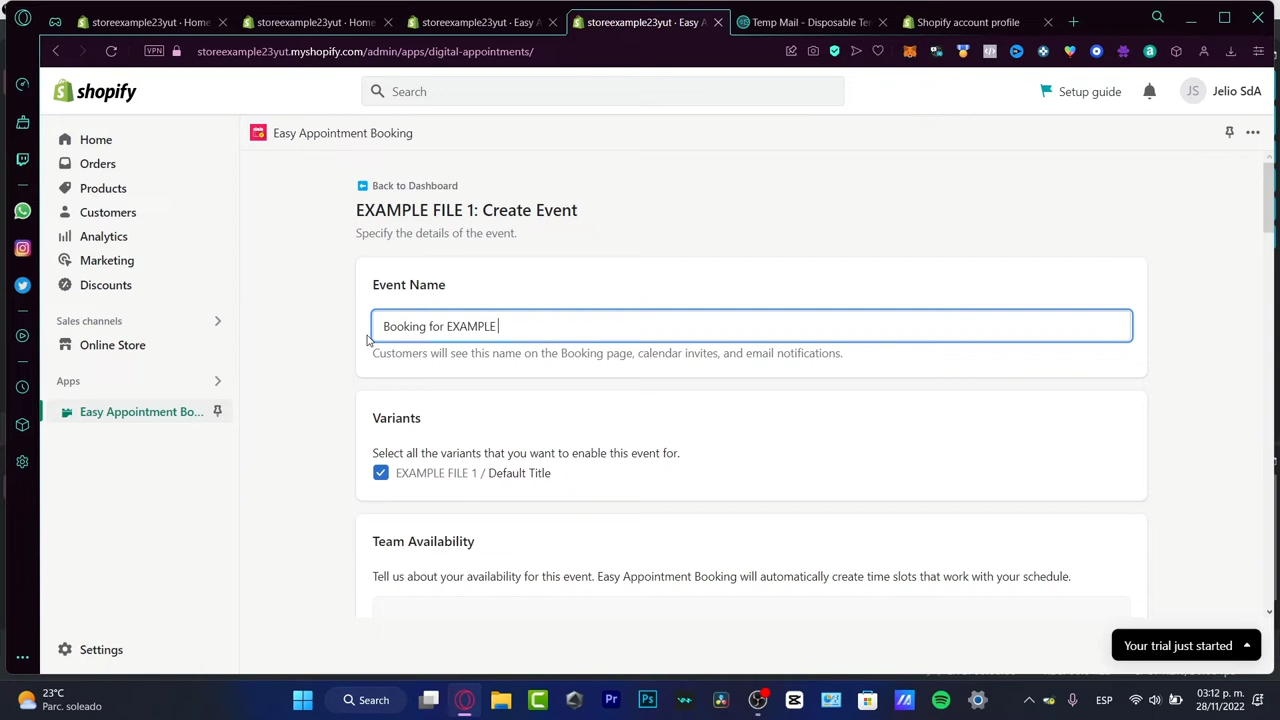 storeexample23yut · Home
storeexample23yut · Home
storeexample23yut · Easy A
storeexample23yut · Easy A
Temp Mail - Disposable Te
Shopify account profile
VPN
storeexample23yut.myshopify.com/admin/apps/digital-appointments/
shopify
Search
Setup guide
JS
Jelio SdA
Home
Orders
Products
Customers
Analytics
Marketing
Discounts
Sales channels
Online Store
Apps
Easy Appointment Bo...
Settings
Easy Appointment Booking
Back to Dashboard
EXAMPLE FILE 1: Create Event
Specify the details of the event.
Event Name
Booking for EXAMPLE
Customers will see this name on the Booking page, calendar invites, and email notifications.
Variants
Select all the variants that you want to enable this event for.
EXAMPLE FILE 1 / Default Title
Team Availability
Tell us about your availability for this event. Easy Appointment Booking will automatically create time slots that work with your schedule.
Your trial just started
23°C
Parc. soleado
Search
Pr
Ps
ESP
03:12 p. m.
28/11/2022